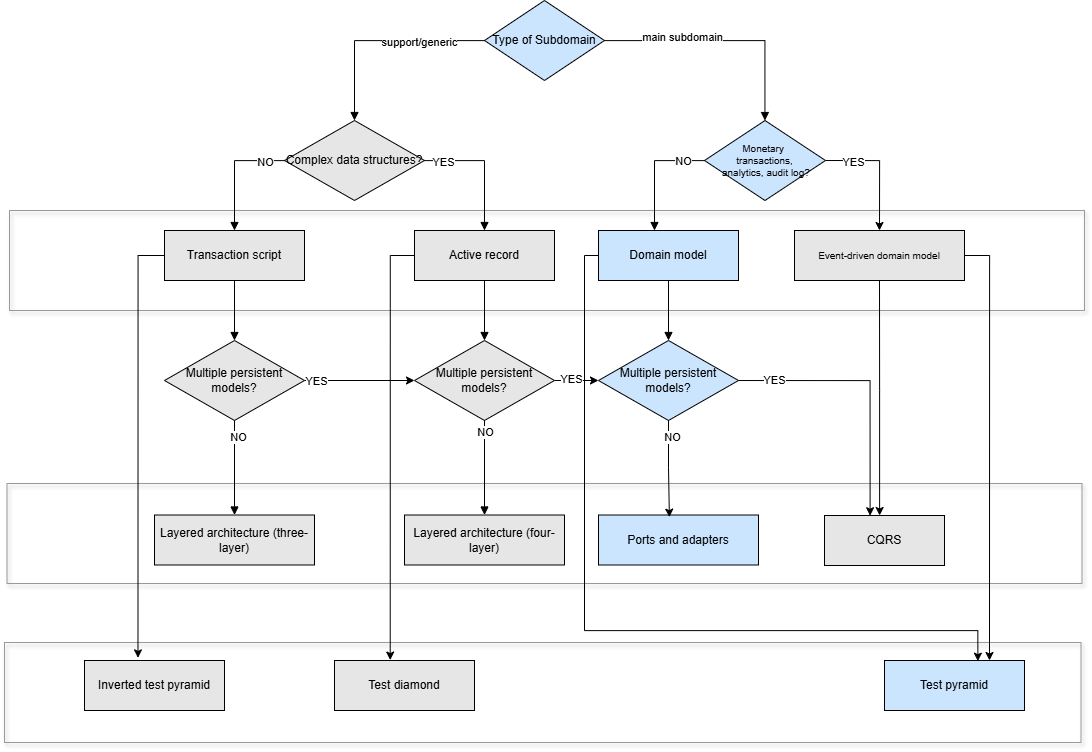 Type of Subdomain
support/generic
main subdomain
Complex data structures?
NO
YES
Monetary
transactions,
analytics, audit log?
NO
YES
Transaction script
Active record
Domain model
Event-driven domain model
Multiple persistent
models?
YES
Multiple persistent
models?
YES
Multiple persistent
models?
YES
NO
NO
NO
Layered architecture (three-
layer)
Layered architecture (four-
layer)
Ports and adapters
CQRS
Inverted test pyramid
Test diamond
Test pyramid